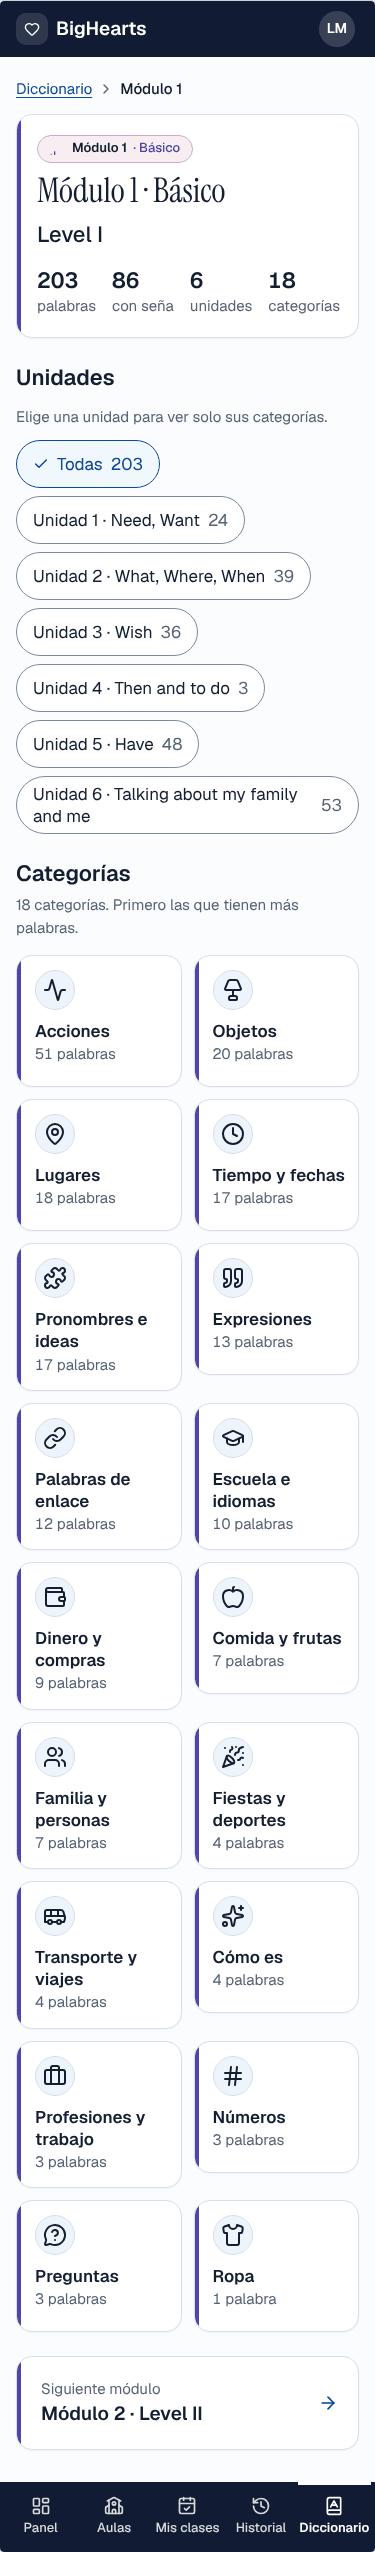 BigHearts
LM
Diccionario > Módulo 1
Módulo 1 · Básico
Módulo 1 · Básico
Level I
203 86 6 18
palabras con seña unidades categorías
Unidades
Elige una unidad para ver solo sus categorías.
Todas 203
Unidad 1 · Need, Want 24
Unidad 2 · What, Where, When 39
Unidad 3 · Wish 36
Unidad 4 · Then and to do 3
Unidad 5 · Have 48
Unidad 6 · Talking about my family
and me 53
Categorías
18 categorías. Primero las que tienen más
palabras.
Acciones
51 palabras
Objetos
20 palabras
Lugares
18 palabras
Tiempo y fechas
17 palabras
Pronombres e
ideas
17 palabras
Expresiones
13 palabras
Palabras de
enlace
12 palabras
Escuela e
idiomas
10 palabras
Dinero y
compras
9 palabras
Comida y frutas
7 palabras
Familia y
personas
7 palabras
Fiestas y
deportes
4 palabras
Transporte y
viajes
4 palabras
Cómo es
4 palabras
Profesiones y
trabajo
3 palabras
Números
3 palabras
Preguntas
3 palabras
Ropa
1 palabra
Siguiente módulo
Módulo 2 · Level II
Panel Aulas Mis clases Historial Diccionario